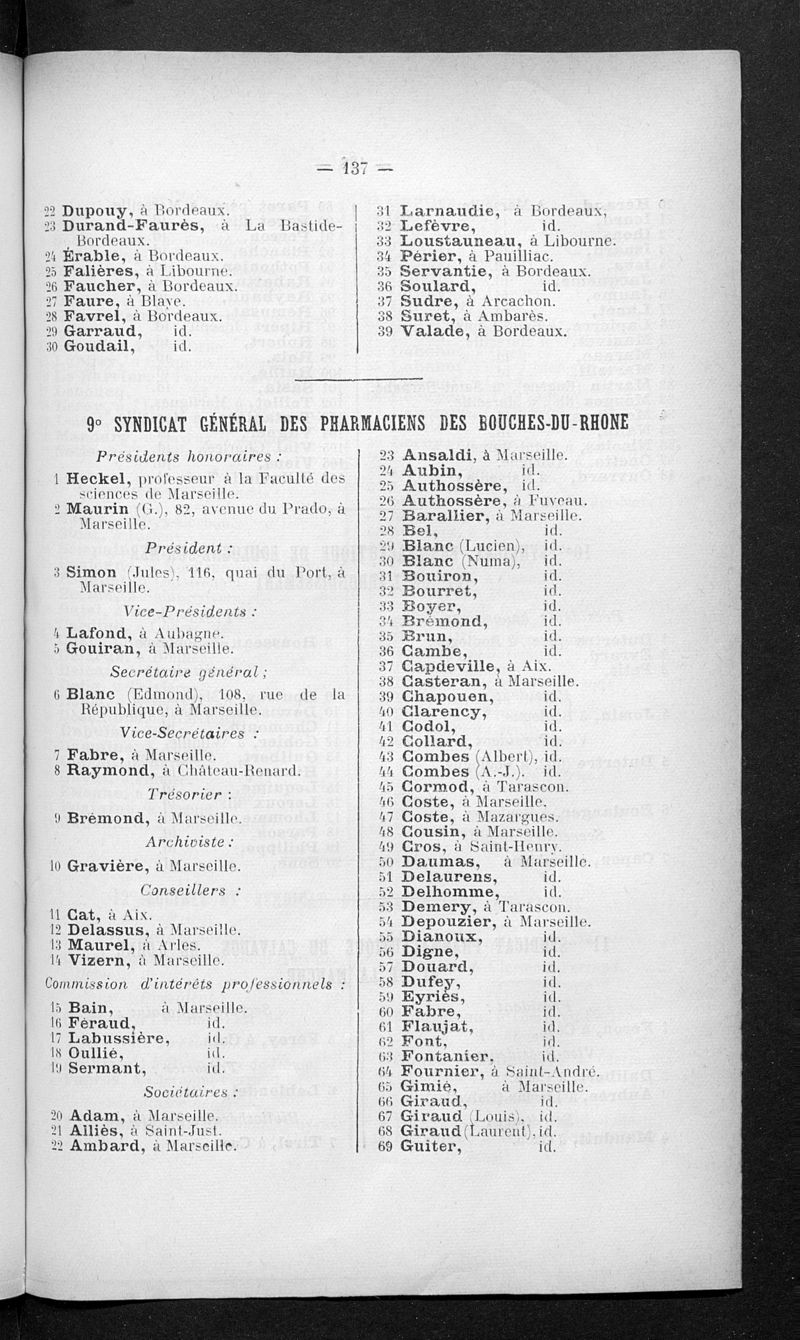 — 137 —
22 Dupouy, à Bordeaux.
23 Durand-Faurès, à La Bastide-
Bordeaux.
24 Érable, à Bordeaux.
25 Falières, à Libourne.
26 Faucher, à Bordeaux.
27 Faure, à Blaye.
28 Favrel, à Bordeaux.
29 Garraud, id.
30 Goudail, id.
31 Larnaudie, à Bordeaux,
32 Lefèvre, id.
33 Loustauneau, à Libourne.
34 Périer, à Pauilliac.
35 Servantie, à Bordeaux.
36 Soulard, id.
37 Sudre, à Arcachon.
38 Suret, à Ambarès.
39 Valade, à Bordeaux.
9° SYNDICAT GÉNÉRAL DES PHARMACIENS DES BOUCHES-DU-RHONE
Présidents honoraires :
1 Heckel, professeur à la Faculté des
sciences de Marseille.
2 Maurin (G.), 82, avenue du Prado, à
Marseille.
Président :
3 Simon (Jules), 116, quai du Port, à
Marseille.
Vice-Présidents :
4 Lafond, à Aubagne.
5 Gouiran, à Marseille.
Secrétaire général ;
6 Blanc (Edmond), 108, rue de la
République, à Marseille.
Vice-Secrétaires :
7 Fabre, à Marseille.
8 Raymond, à Château-Renard.
Trésorier :
9 Brémond, à Marseille.
Archiviste :
10 Gravière, à Marseille.
Conseillers :
11 Cat, à Aix.
12 Delassus, à Marseille.
13 Maurel, à Arles.
14 Vizern, à Marseille.
Commission d'intérêts professionnels :
15 Bain, à Marseille.
16 Féraud, id.
17 Labussière, id.
18 Oullié, id.
19 Sermant, id.
Sociétaires :
20 Adam, à Marseille.
21 Alliès, à Saint-Just.
22 Ambard, à Marseille.
23 Ansaldi, à Marseille.
24 Aubin, id.
25 Authossère, id.
26 Authossère, à Fuveau.
27 Barallier, à Marseille.
28 Bel, id.
29 Blanc (Lucien), id.
30 Blanc (Numa), id.
31 Bouiron, id.
32 Bourret, id.
33 Boyer, id.
34 Brémond, id.
35 Brun, id.
36 Cambe, id.
37 Capdeville, à Aix.
38 Casteran, à Marseille.
39 Chapouen, id.
40 Clarency, id.
41 Codol, id.
42 Collard, id.
43 Combes (Albert), id.
44 Combes (A.-J.). id.
45 Cormod, à Tarascon.
46 Coste, à Marseille.
47 Coste, à Mazargues.
48 Cousin, à Marseille.
49 Cros, à Saint-Henry.
50 Daumas, à Marseille.
51 Delaurens, id.
52 Delhomme, id.
53 Demery, à Tarascon.
54 Depouzier, à Marseille.
55 Dianoux, id.
56 Digne, id.
57 Douard, id.
58 Dufey, id.
59 Eyriès, id.
60 Fabre, id.
61 Flaujat, id.
62 Font, id.
63 Fontanier, id.
64 Fournier, à Saint-André.
65 Gimié, à Marseille.
66 Giraud, id.
67 Giraud (Louis), id.
68 Giraud (Laurent), id.
69 Guiter, id.